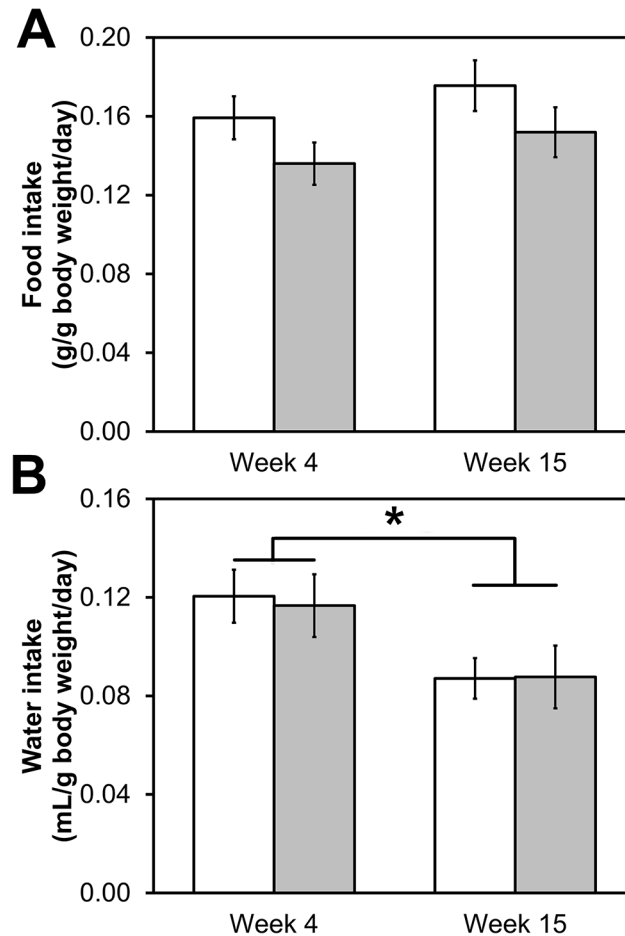 A
Food intake
(g/g body weight/day)
0.20
0.16
0.12
0.08
0.04
0.00
Week 4 Week 15
B
Water intake
(mL/g body weight/day)
0.16
0.12
0.08
0.04
0.00
*
Week 4 Week 15